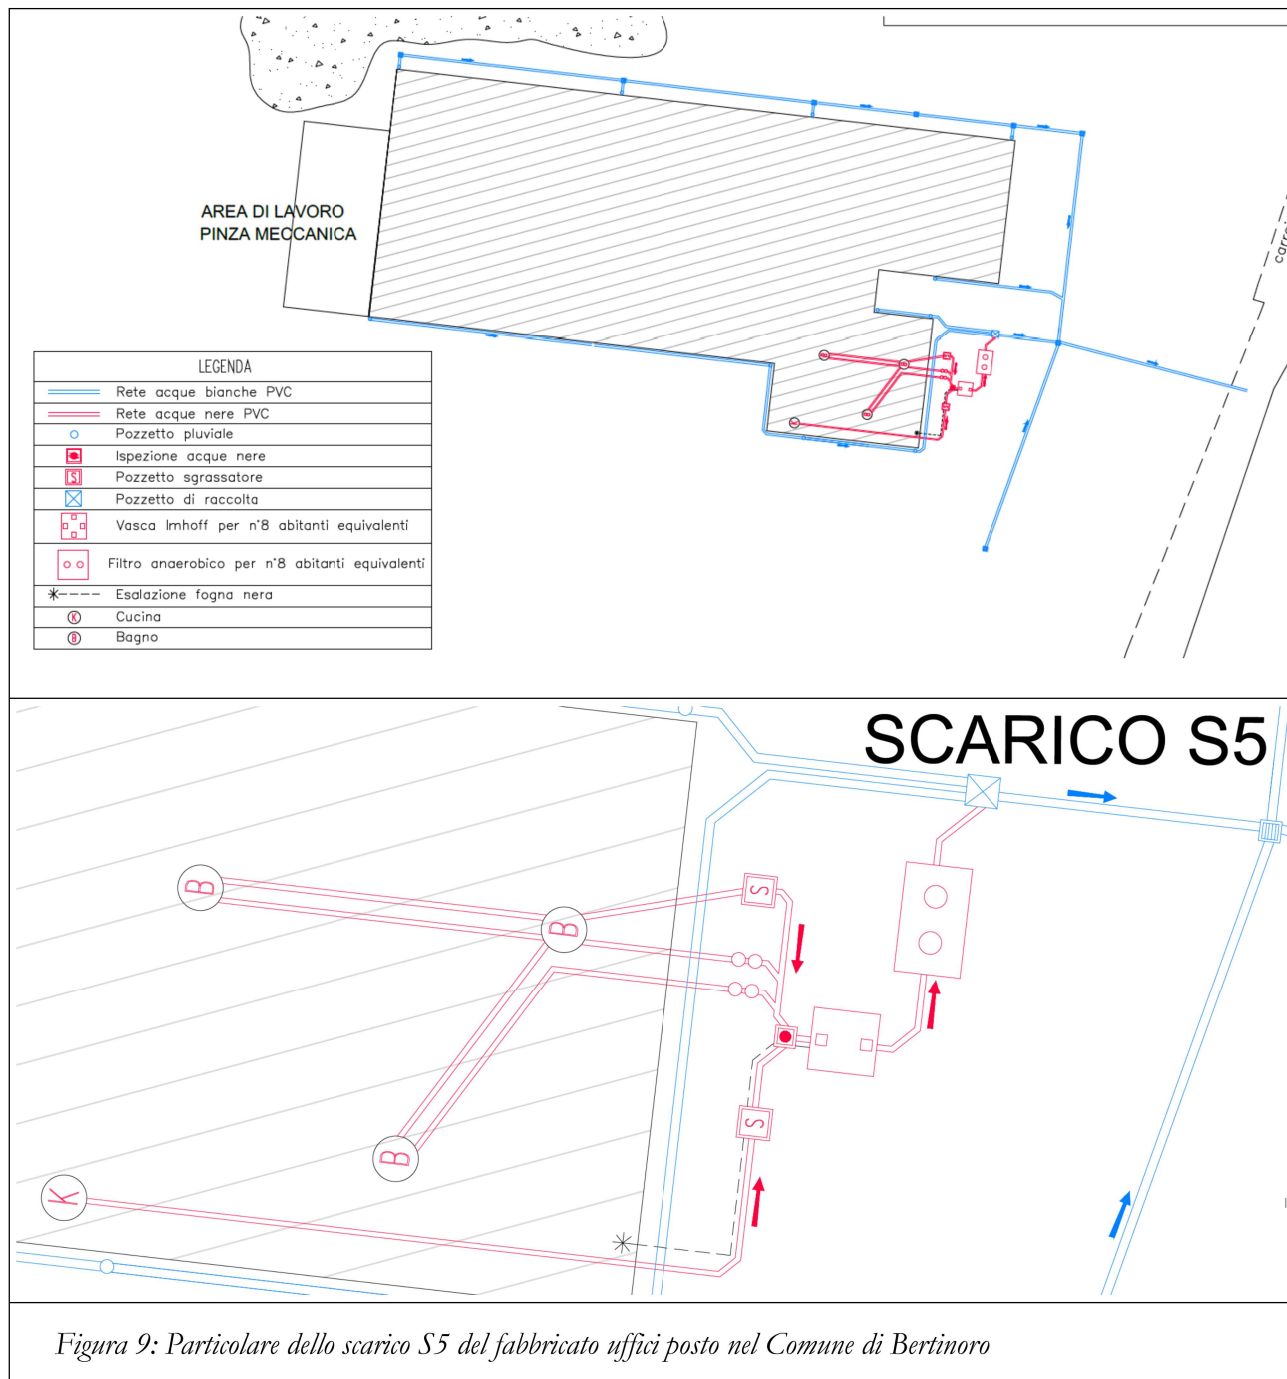 AREA DI LAVORO
PINZA MECCANICA
LEGENDA
Rete acque bianche PVC
Rete acque nere PVC
Pozzetto pluviale
Ispezione acque nere
S
Pozzetto sgrassatore
Pozzetto di raccolta
Vasca Imhoff per n°8 abitanti equivalenti
Filtro anaerobico per n°8 abitanti equivalenti
Esalazione fogna nera
K
Cucina
B
Bagno
SCARICO S5
B
B
S
B
S
K
Figura 9: Particolare dello scarico S5 del fabbricato uffici posto nel Comune di Bertinoro